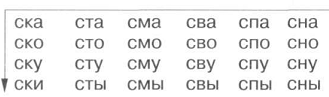 ска ста сма сва спа сна
ско сто смо сво спо сно
ску сту сму сву спу сну
ски сты смы свы спы сны